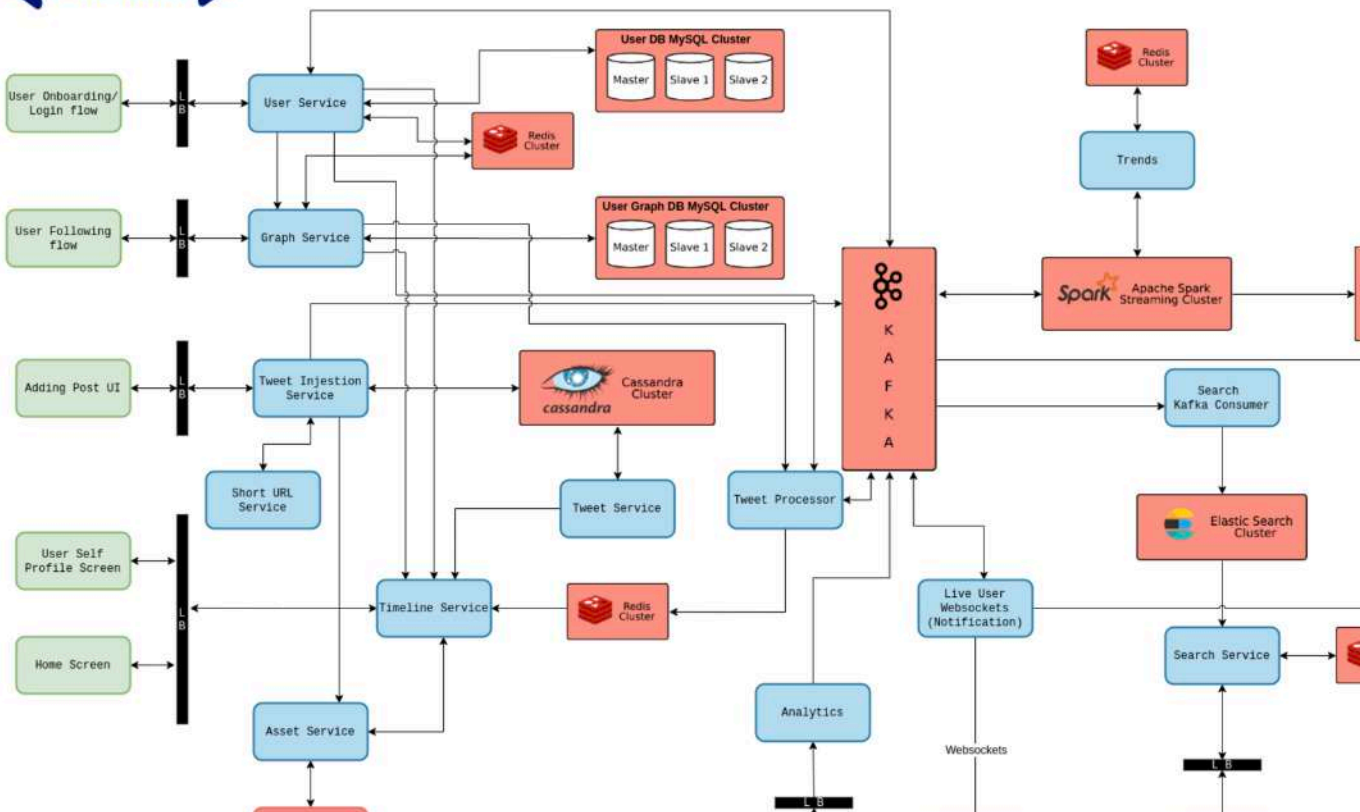 User DB MySQL Cluster
Master
Slave 1
Slave 2
Redis
Cluster
User Onboarding/
Login flow
L
B
User Service
Redis
Cluster
Trends
User Graph DB MySQL Cluster
Master
Slave 1
Slave 2
User Following
flow
L
B
Graph Service
Spark
Apache Spark
Streaming Cluster
K
A
F
K
A
Adding Post UI
L
B
Tweet Injestion
Service
cassandra
Cassandra
Cluster
Search
Kafka Consumer
Short URL
Service
Tweet Service
Tweet Processor
Elastic Search
Cluster
User Self
Profile Screen
L
B
Timeline Service
Redis
Cluster
Live User
Websockets
(Notification)
Home Screen
Search Service
Asset Service
Analytics
Websockets
L B
L B